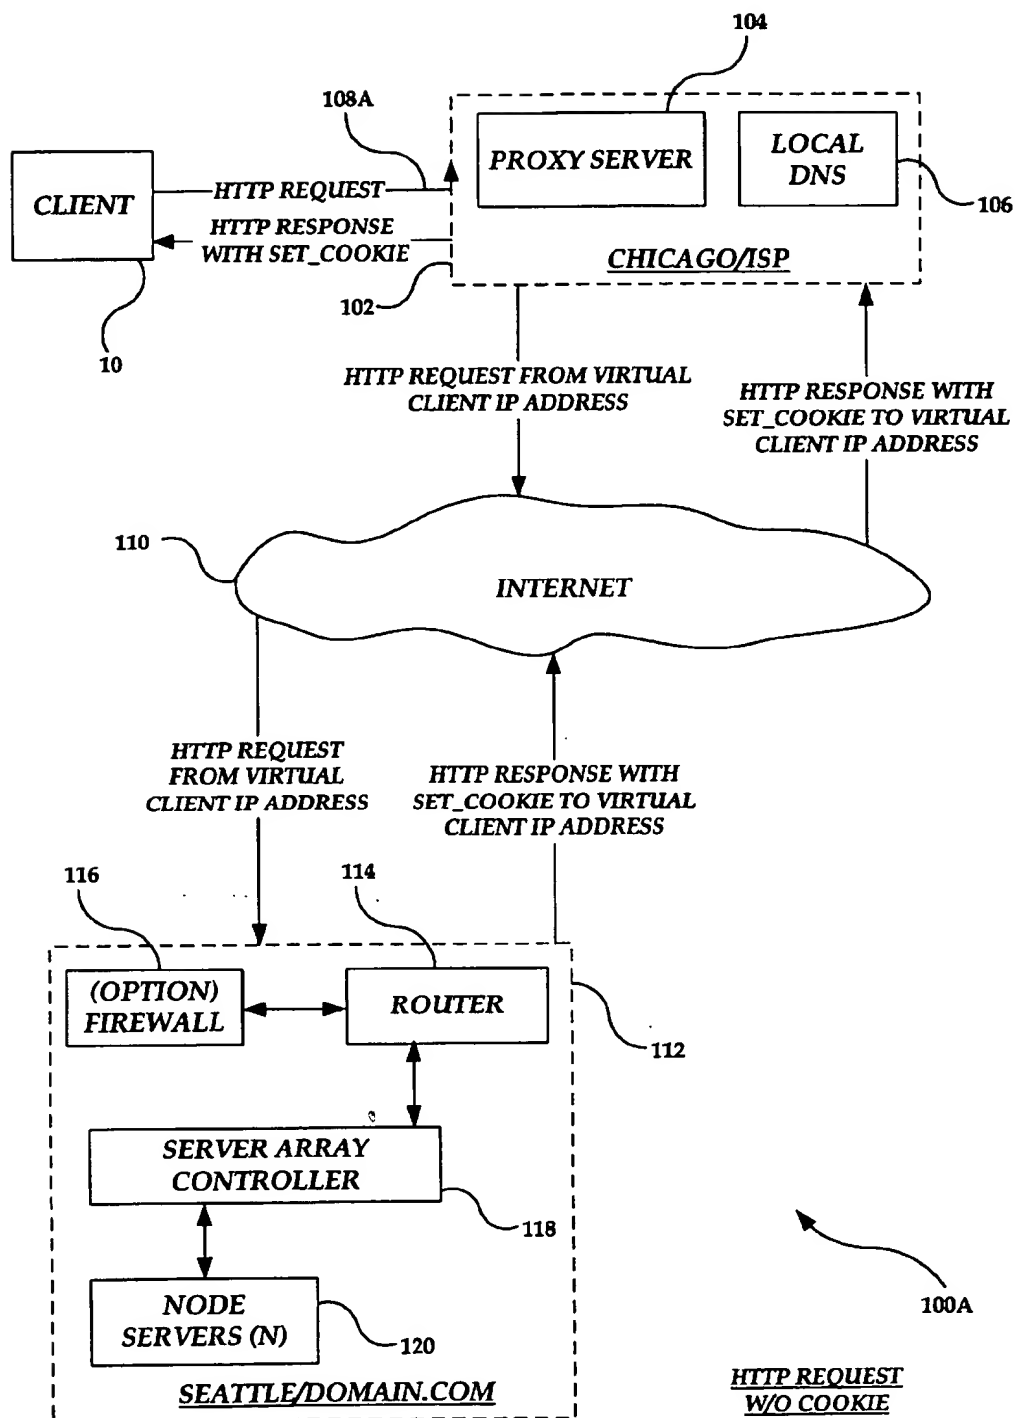 104
108A
PROXY SERVER
LOCAL
DNS
CLIENT
HTTP REQUEST
106
HTTP RESPONSE
WITH SET_COOKIE
CHICAGO/ISP
102
10
HTTP REQUEST FROM VIRTUAL
CLIENT IP ADDRESS
HTTP RESPONSE WITH
SET_COOKIE TO VIRTUAL
CLIENT IP ADDRESS
110
INTERNET
HTTP REQUEST
FROM VIRTUAL
CLIENT IP ADDRESS
HTTP RESPONSE WITH
SET_COOKIE TO VIRTUAL
CLIENT IP ADDRESS
116
114
(OPTION)
FIREWALL
ROUTER
112
SERVER ARRAY
CONTROLLER
118
NODE
SERVERS (N)
120
100A
SEATTLE/DOMAIN.COM
HTTP REQUEST
W/O COOKIE